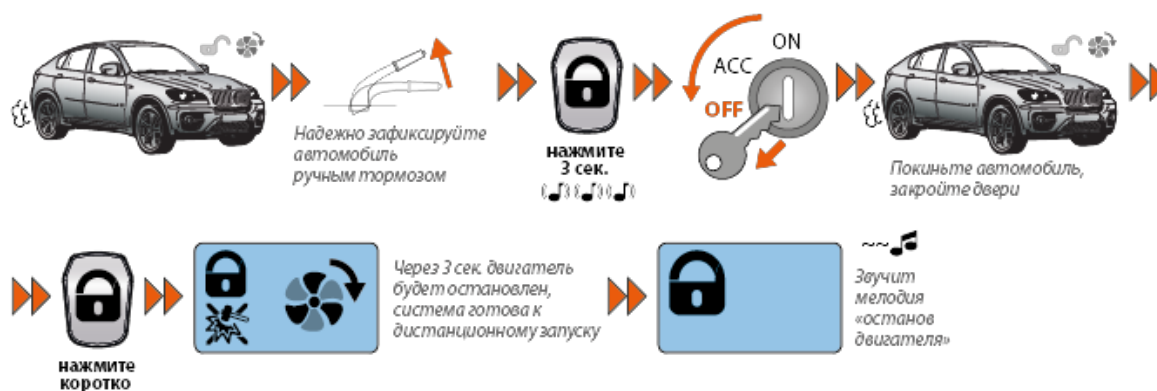 Надежно зафиксируйте
автомобиль
ручным тормозом
нажмите
3 сек.
ON
ACC
OFF
Покиньте автомобиль,
закройте двери
нажмите
коротко
Через 3 сек. двигатель
будет остановлен,
система готова к
дистанционному запуску
Звучит
мелодия
«останов
двигателя»